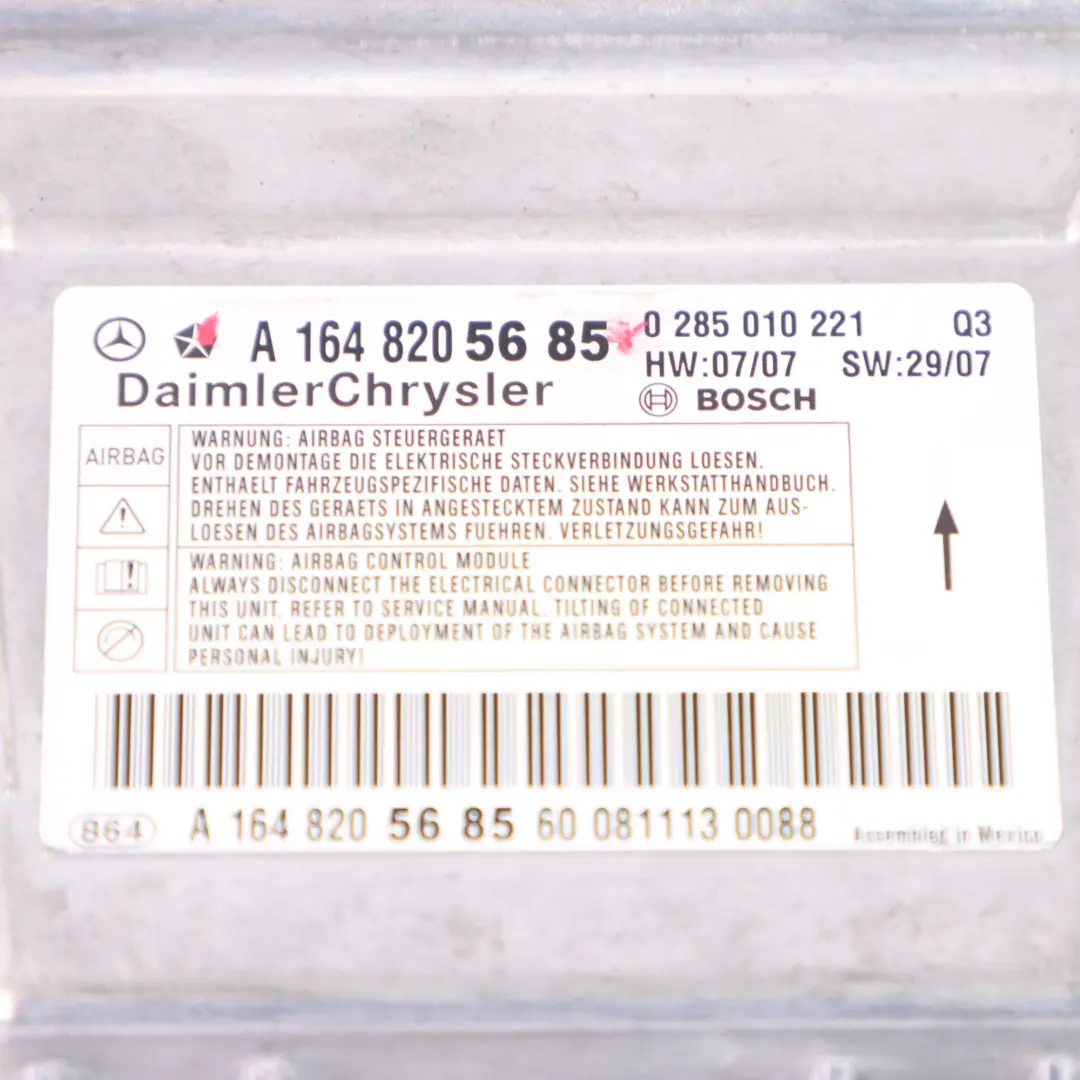 A 164 820 56 85 0 285 010 221 Q3
HW:07/07 SW:29/07
DaimlerChrysler BOSCH
AIRBAG
WARNUNG: AIRBAG STEUERGERAET
VOR DEMONTAGE DIE ELEKTRISCHE STECKVERBINDUNG LOESEN.
ENTHAELT FAHRZEUGSPEZIFISCHE DATEN. SIEHE WERKSTATTHANDBUCH.
DREHEN DES GERAETS IN ANGESTECKTEM ZUSTAND KANN ZUM AUS-
LOESEN DES AIRBAGSYSTEMS FUEHREN. VERLETZUNGSGEFAHR!
WARNING: AIRBAG CONTROL MODULE
ALWAYS DISCONNECT THE ELECTRICAL CONNECTOR BEFORE REMOVING
THIS UNIT. REFER TO SERVICE MANUAL. TILTING OF CONNECTED
UNIT CAN LEAD TO DEPLOYMENT OF THE AIRBAG SYSTEM AND CAUSE
PERSONAL INJURY!
864 A 164 820 56 85 60 081113 0088 Assembled in Mexico